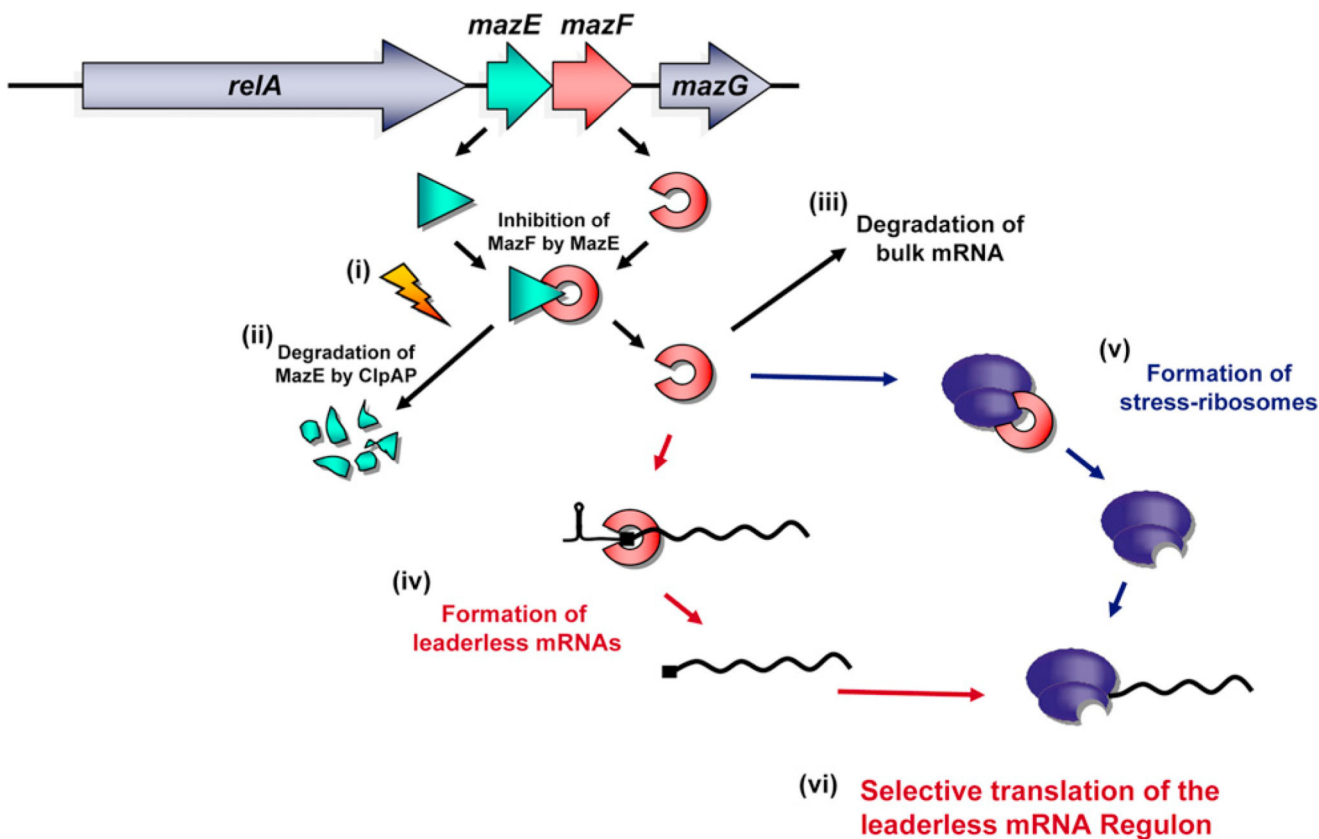 mazE mazF
relA mazG
Inhibition of
MazF by MazE
(i)
(ii)
Degradation of
MazE by ClpAP
(iii)
Degradation of
bulk mRNA
(v)
Formation of
stress-ribosomes
(iv)
Formation of
leaderless mRNAs
(vi)
Selective translation of the
leaderless mRNA Regulon